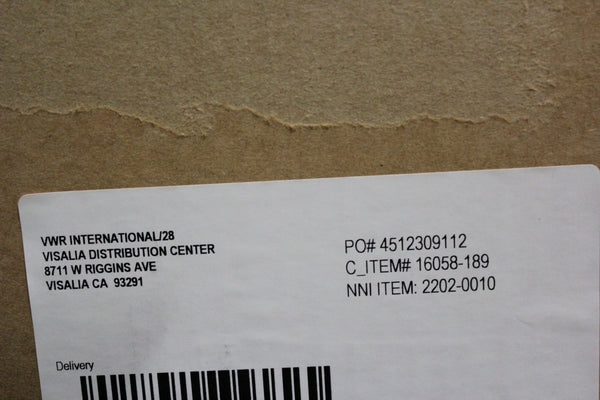 VWR INTERNATIONAL/28
VISALIA DISTRIBUTION CENTER
8711 W RIGGINS AVE
VISALIA CA 93291
PO# 4512309112
C_ITEM# 16058-189
NNI ITEM: 2202-0010
Delivery